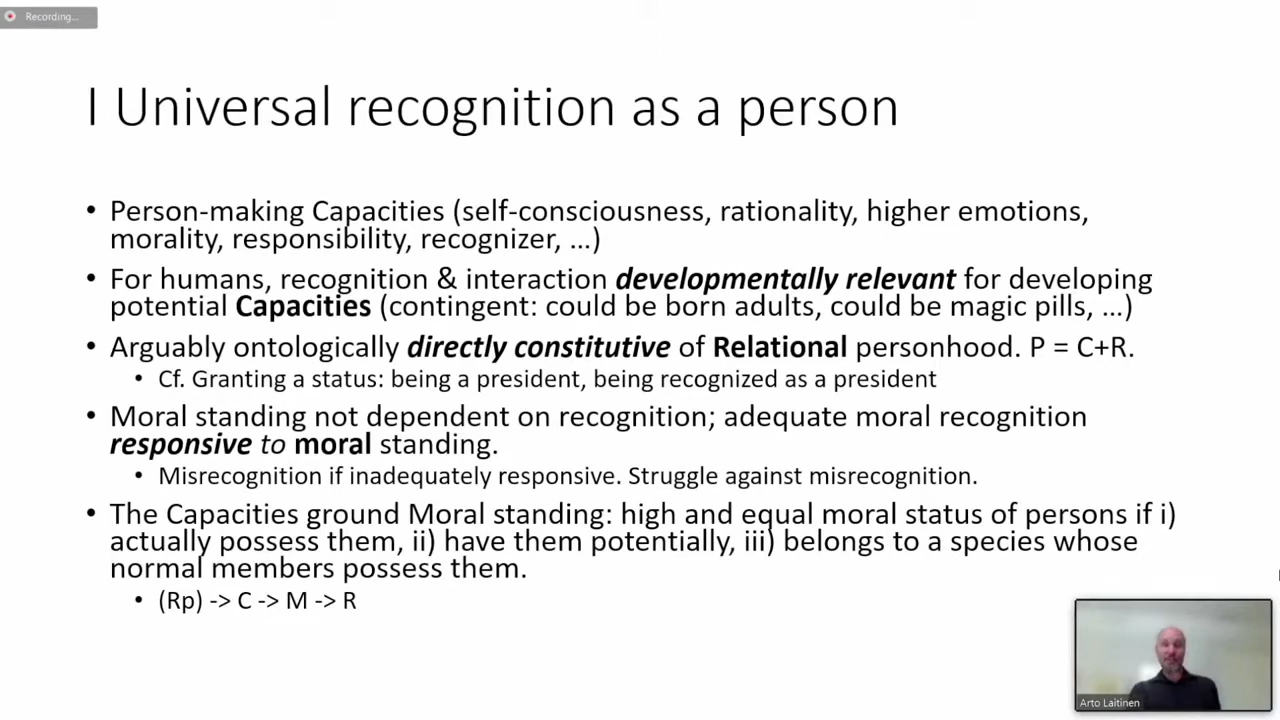 Recording...
I Universal recognition as a person
• Person-making Capacities (self-consciousness, rationality, higher emotions,
morality, responsibility, recognizer, ...)
• For humans, recognition & interaction developmentally relevant for developing
potential Capacities (contingent: could be born adults, could be magic pills, ...)
• Arguably ontologically directly constitutive of Relational personhood. P = C+R.
• Cf. Granting a status: being a president, being recognized as a president
• Moral standing not dependent on recognition; adequate moral recognition
responsive to moral standing.
• Misrecognition if inadequately responsive. Struggle against misrecognition.
• The Capacities ground Moral standing: high and equal moral status of persons if i)
actually possess them, ii) have them potentially, iii) belongs to a species whose
normal members possess them.
• (Rp) -> C -> M -> R
Arto Laitinen